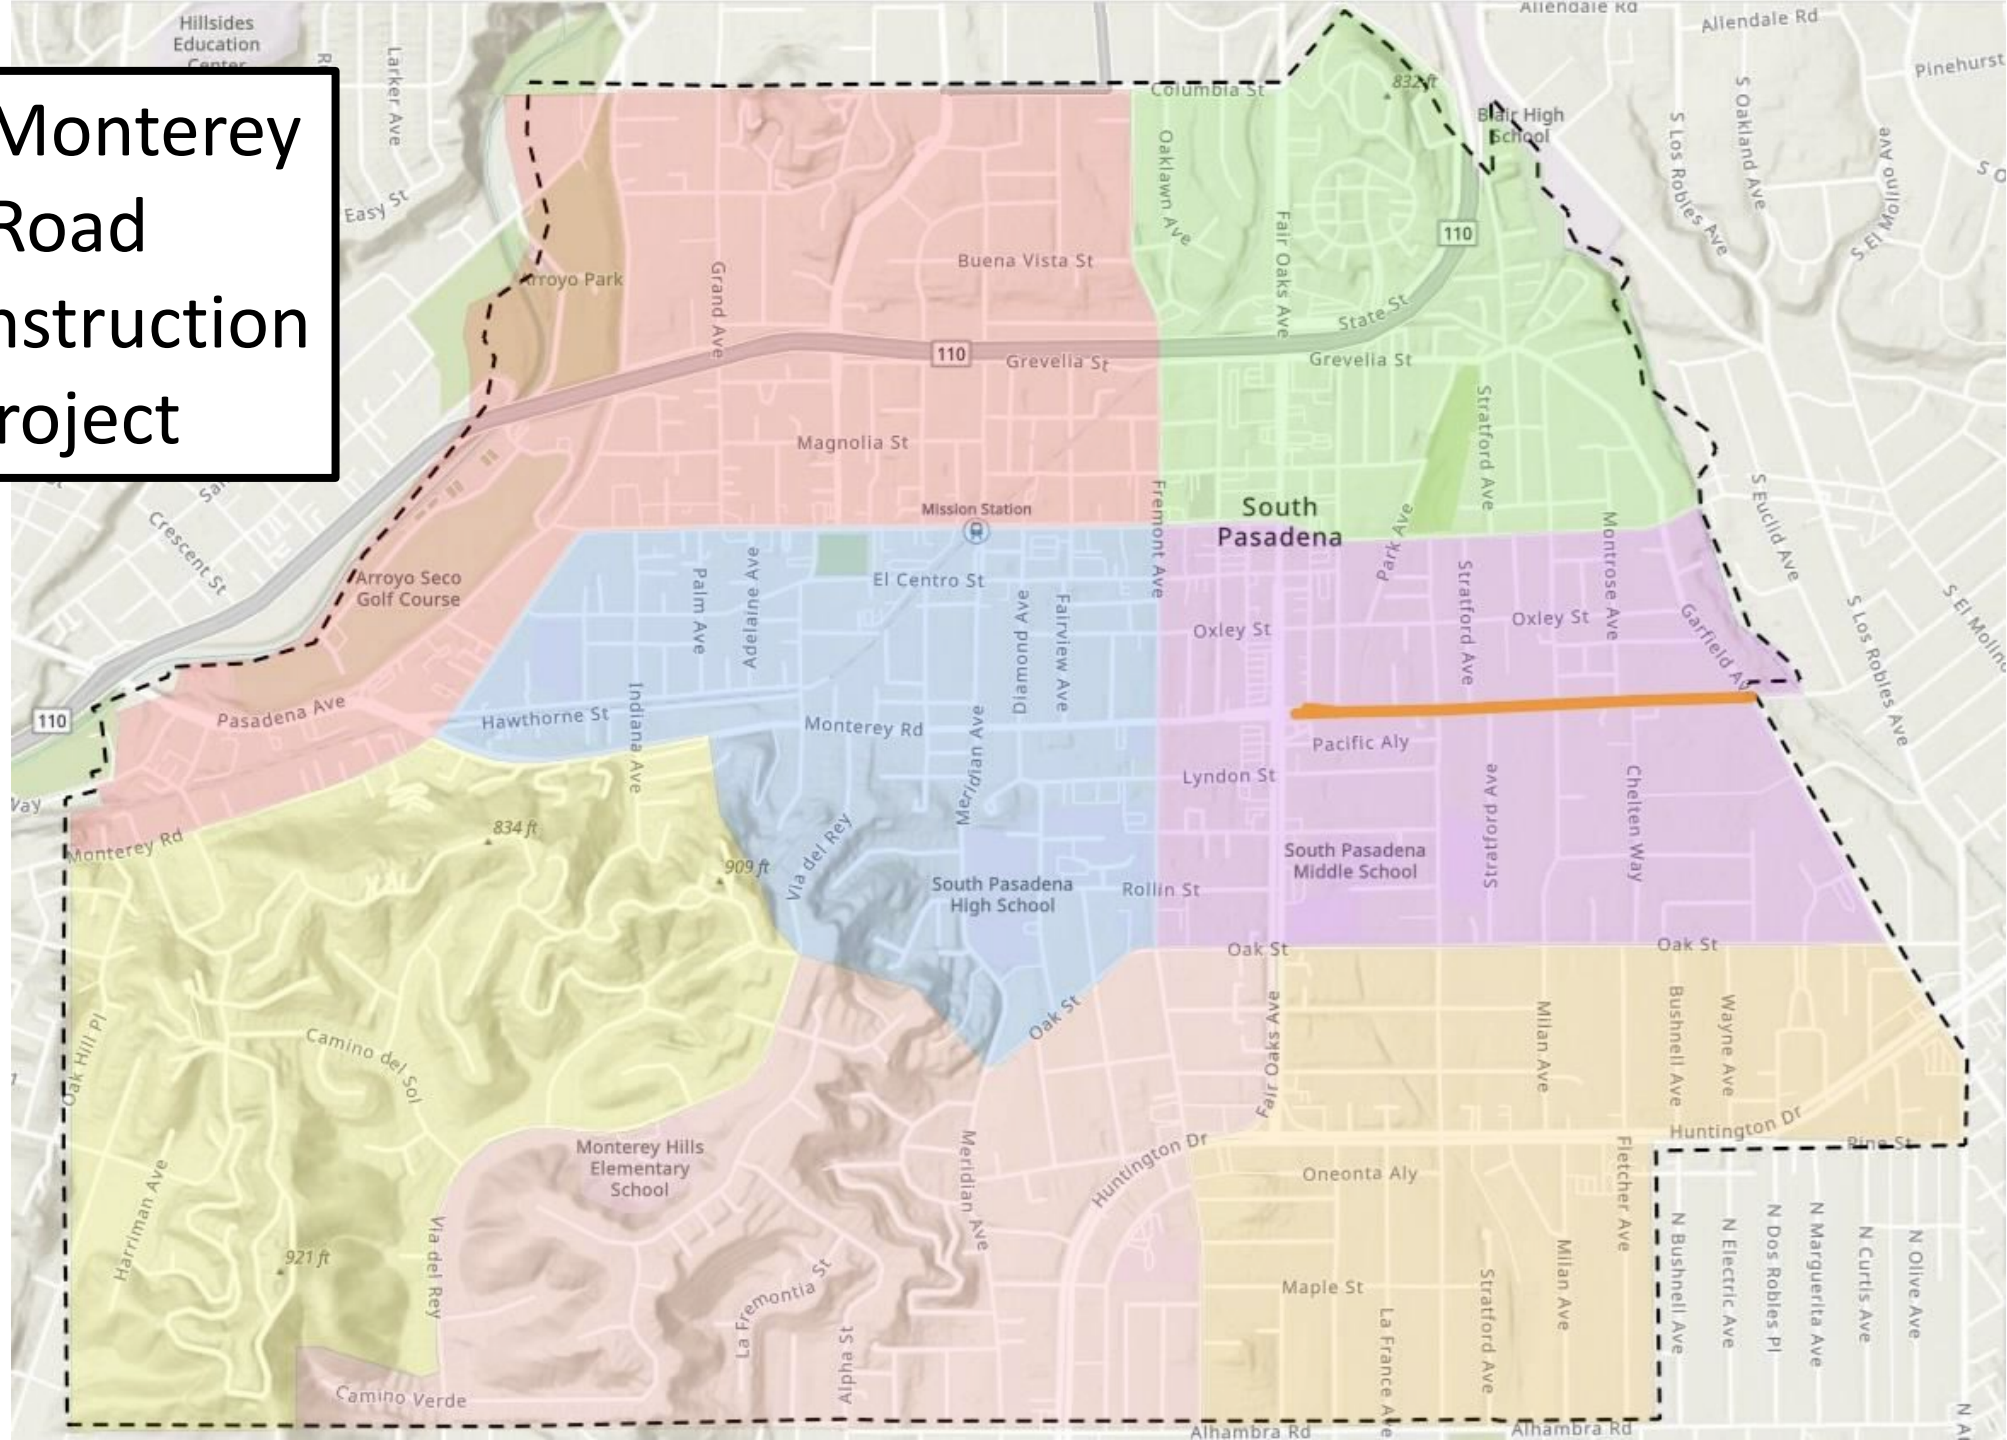 Monterey
Road
nstruction
roject
Hillsides
Education
Center
Larker Ave
Easy St
Allendale Rd
Allendale Rd
Pinehurst
Columbia St
832 ft
Blair High
School
S Oakland Ave
S Los Robles Ave
S El Molino Ave
Oaklawn Ave
Fair Oaks Ave
110
Arroyo Park
Grand Ave
Buena Vista St
State St
110
Grevelia St
Grevelia St
Stratford Ave
Magnolia St
Mission Station
Fremont Ave
South
Pasadena
Park Ave
Montrose Ave
S Euclid Ave
San
Crescent St
Arroyo Seco
Golf Course
Palm Ave
Adelaine Ave
El Centro St
Diamond Ave
Fairview Ave
Oxley St
Stratford Ave
Oxley St
Garfield Av
S Los Robles Ave
S El Molino
110
Pasadena Ave
Hawthorne St
Indiana Ave
Monterey Rd
Meridian Ave
Pacific Aly
Lyndon St
Stratford Ave
Chelten Way
Way
Monterey Rd
834 ft
909 ft
Via del Rey
South Pasadena
High School
Rollin St
South Pasadena
Middle School
Oak St
Oak St
Oak Hill Pl
Camino del Sol
Oak St
Fair Oaks Ave
Milan Ave
Bushnell Ave
Wayne Ave
Huntington Dr
Pine St
Monterey Hills
Elementary
School
Meridian Ave
Huntington Dr
Oneonta Aly
Fletcher Ave
Harriman Ave
921 ft
Via del Rey
La Fremontia St
Alpha St
Maple St
La France Ave
Stratford Ave
Milan Ave
N Bushnell Ave
N Electric Ave
N Dos Robles Pl
N Marguerita Ave
N Curtis Ave
N Olive Ave
Camino Verde
Alhambra Rd
Alhambra Rd